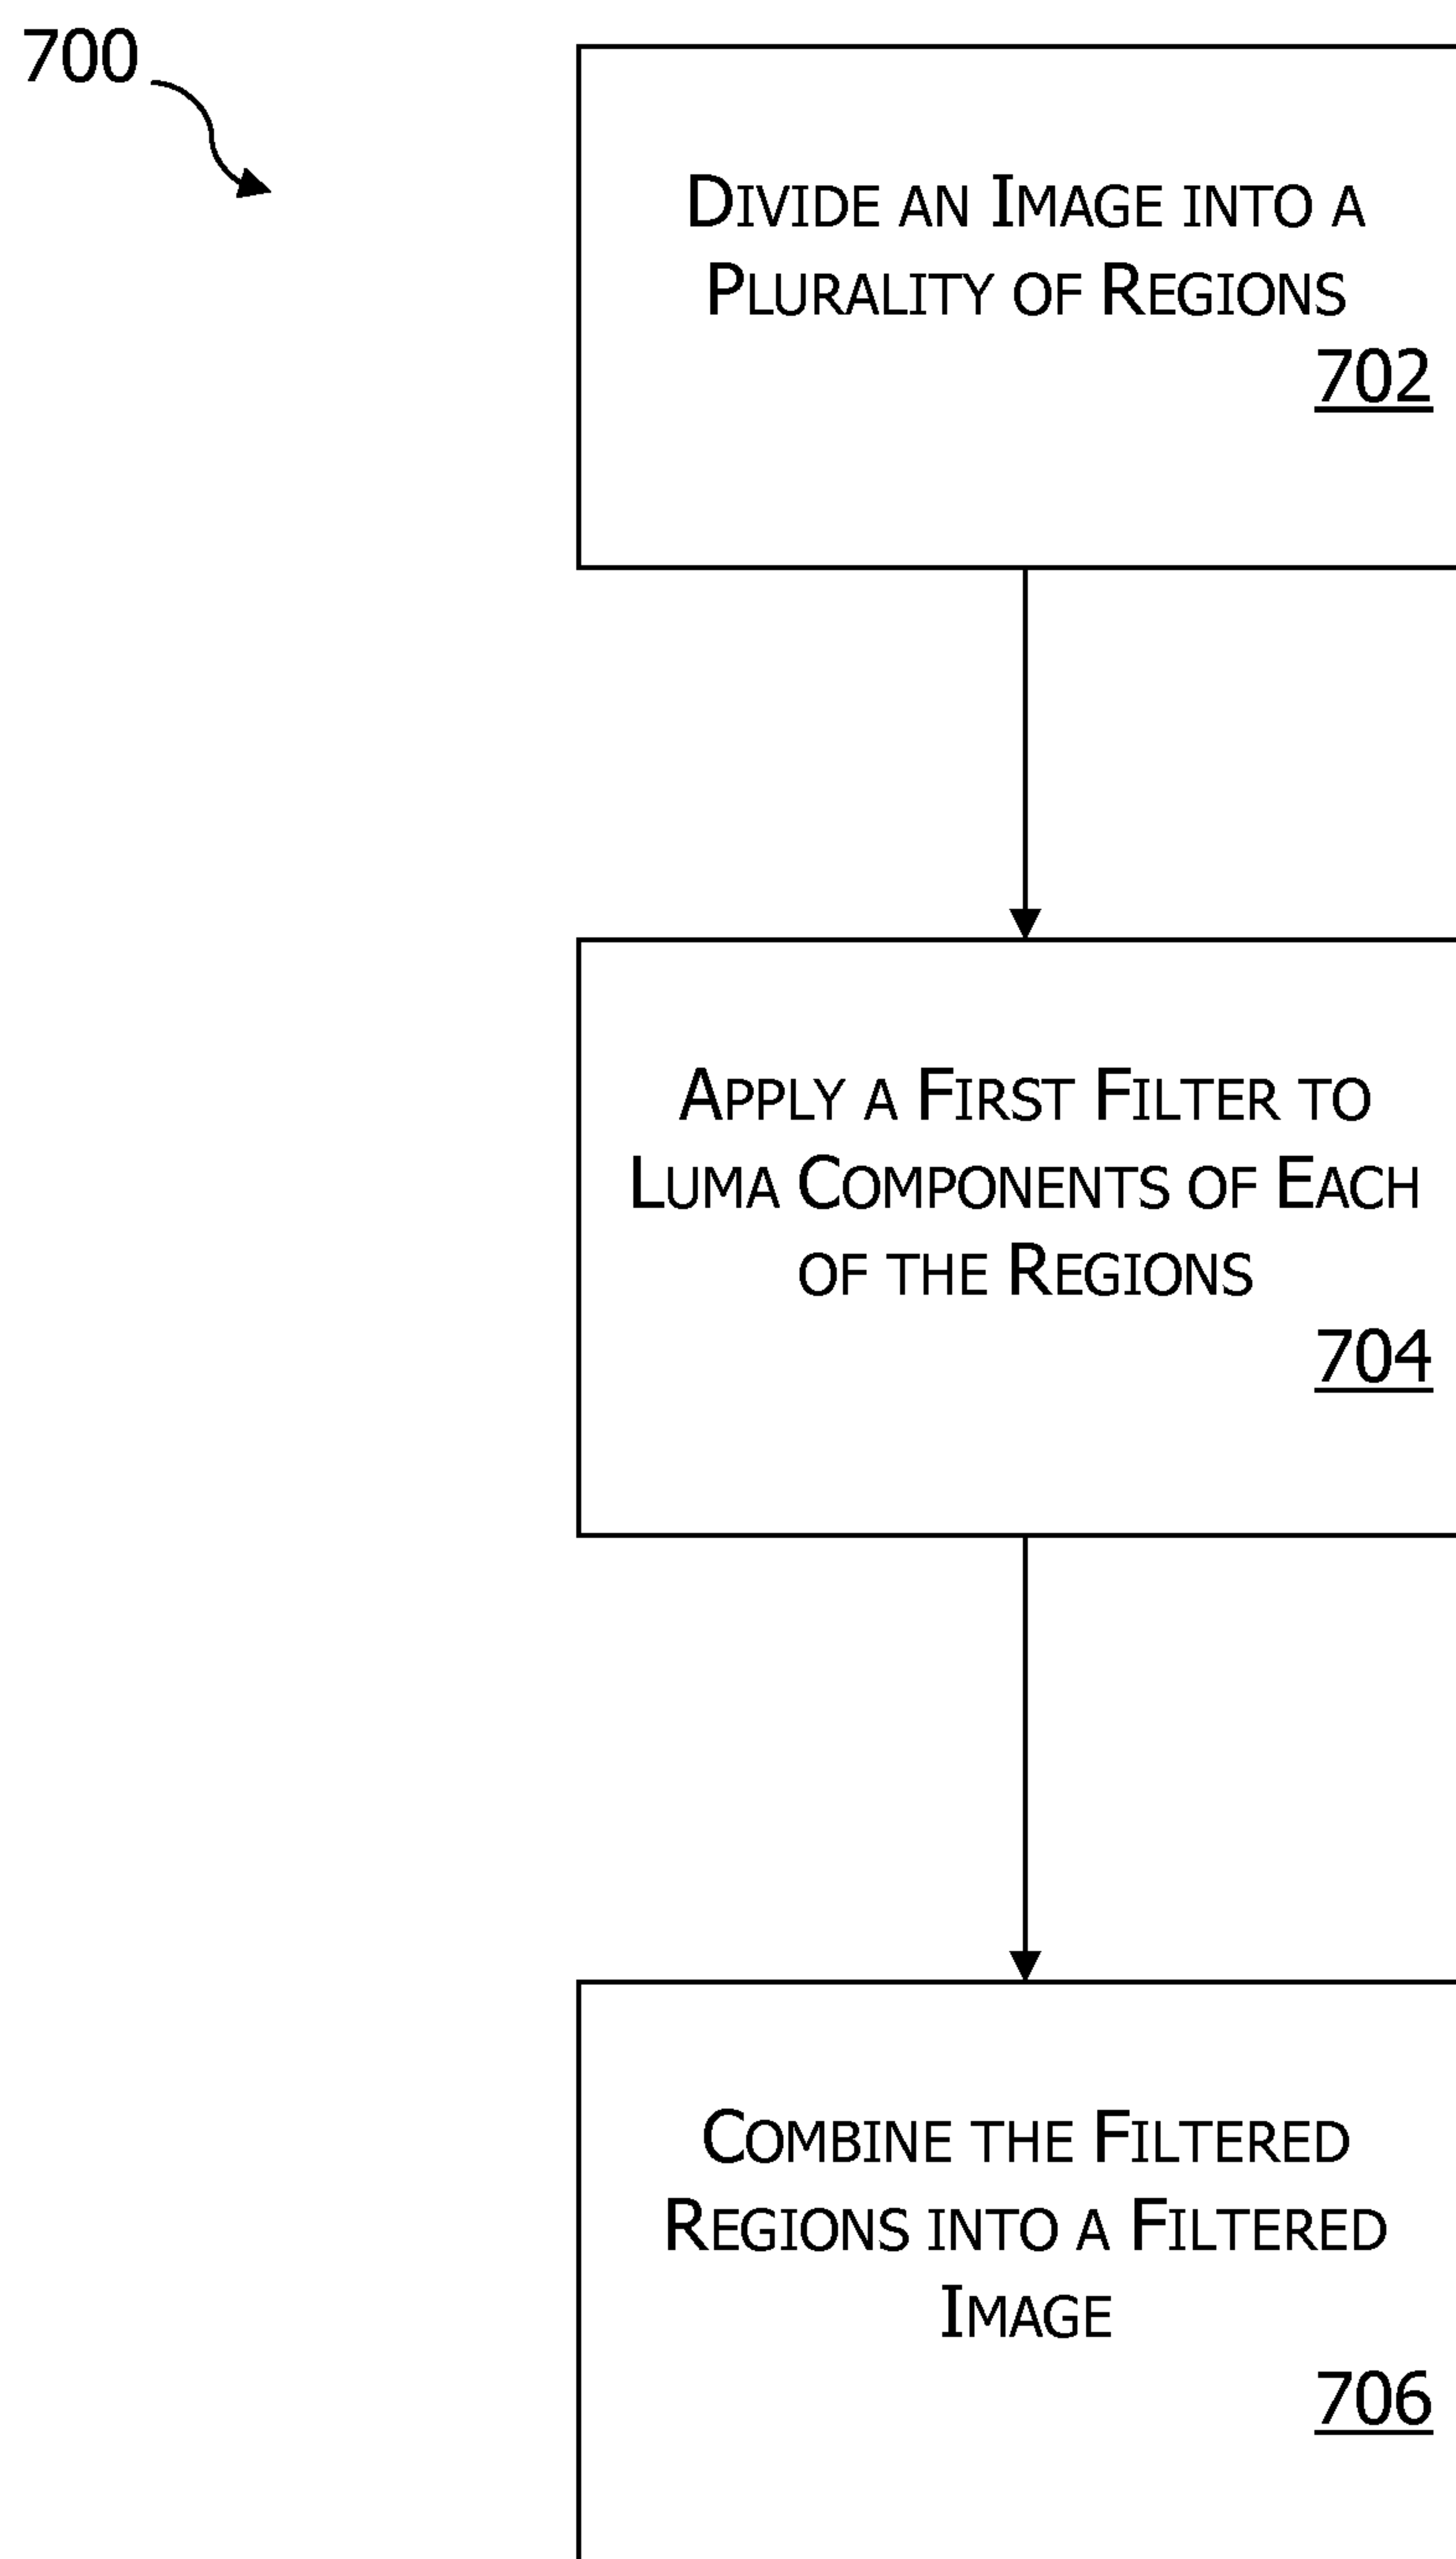 700
Divide an Image into a
Plurality of Regions
702
Apply a First Filter to
Luma Components of Each
of the Regions
704
Combine the Filtered
Regions into a Filtered
Image
706